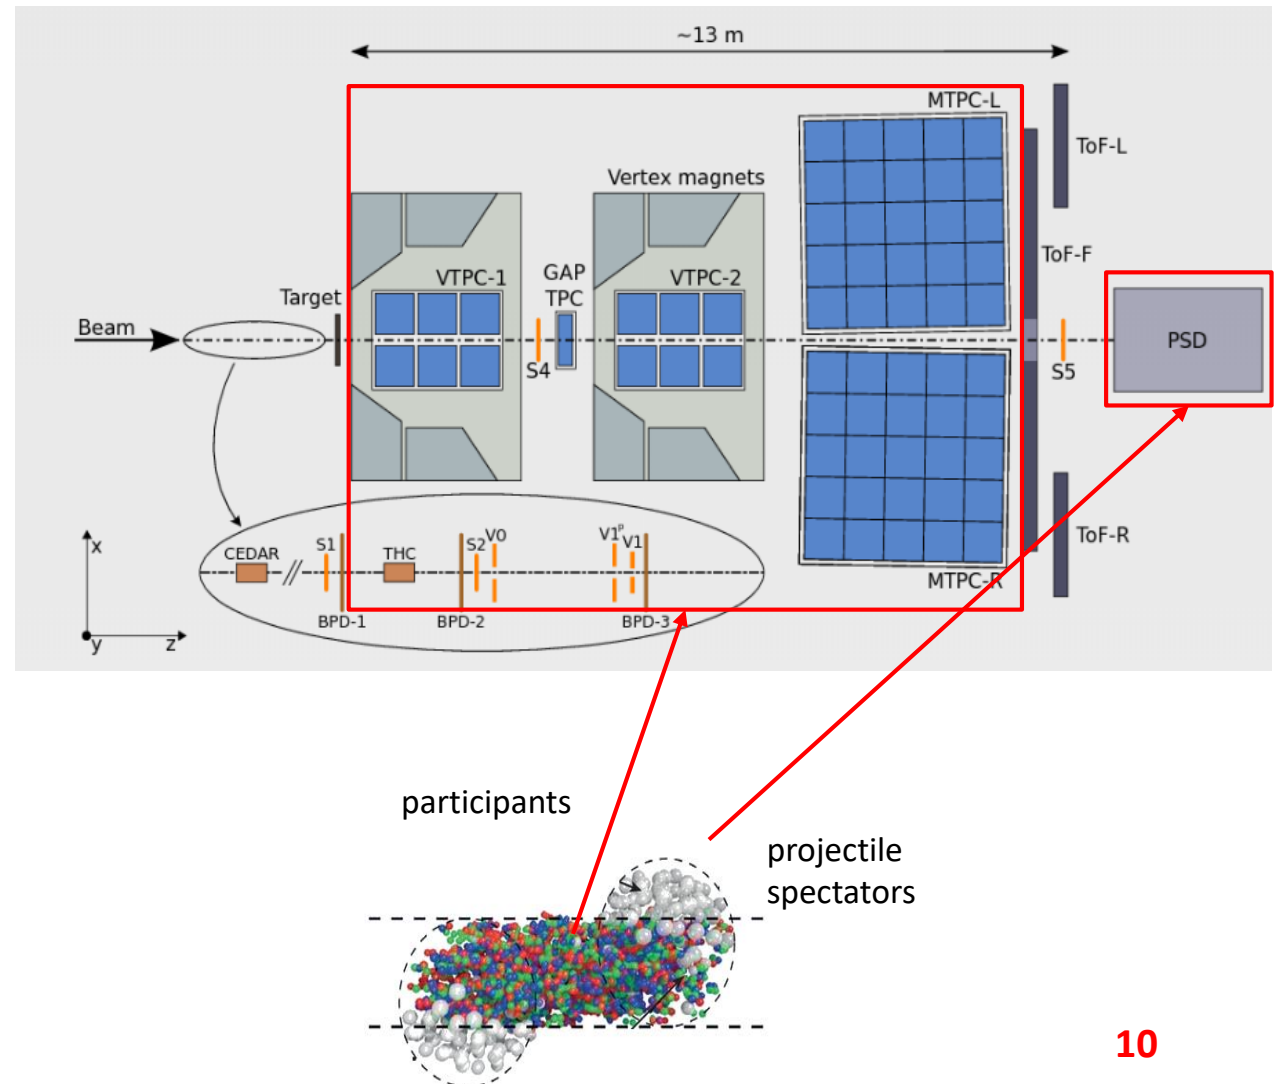 ~13 m
MTPC-L
ToF-L
Vertex magnets
ToF-F
VTPC-1
GAP
TPC
VTPC-2
Target
Beam
PSD
S4
S5
x
y
z
CEDAR
S1
THC
S2
V0
V1p
V1
BPD-1
BPD-2
BPD-3
MTPC-R
ToF-R
participants
projectile
spectators
10